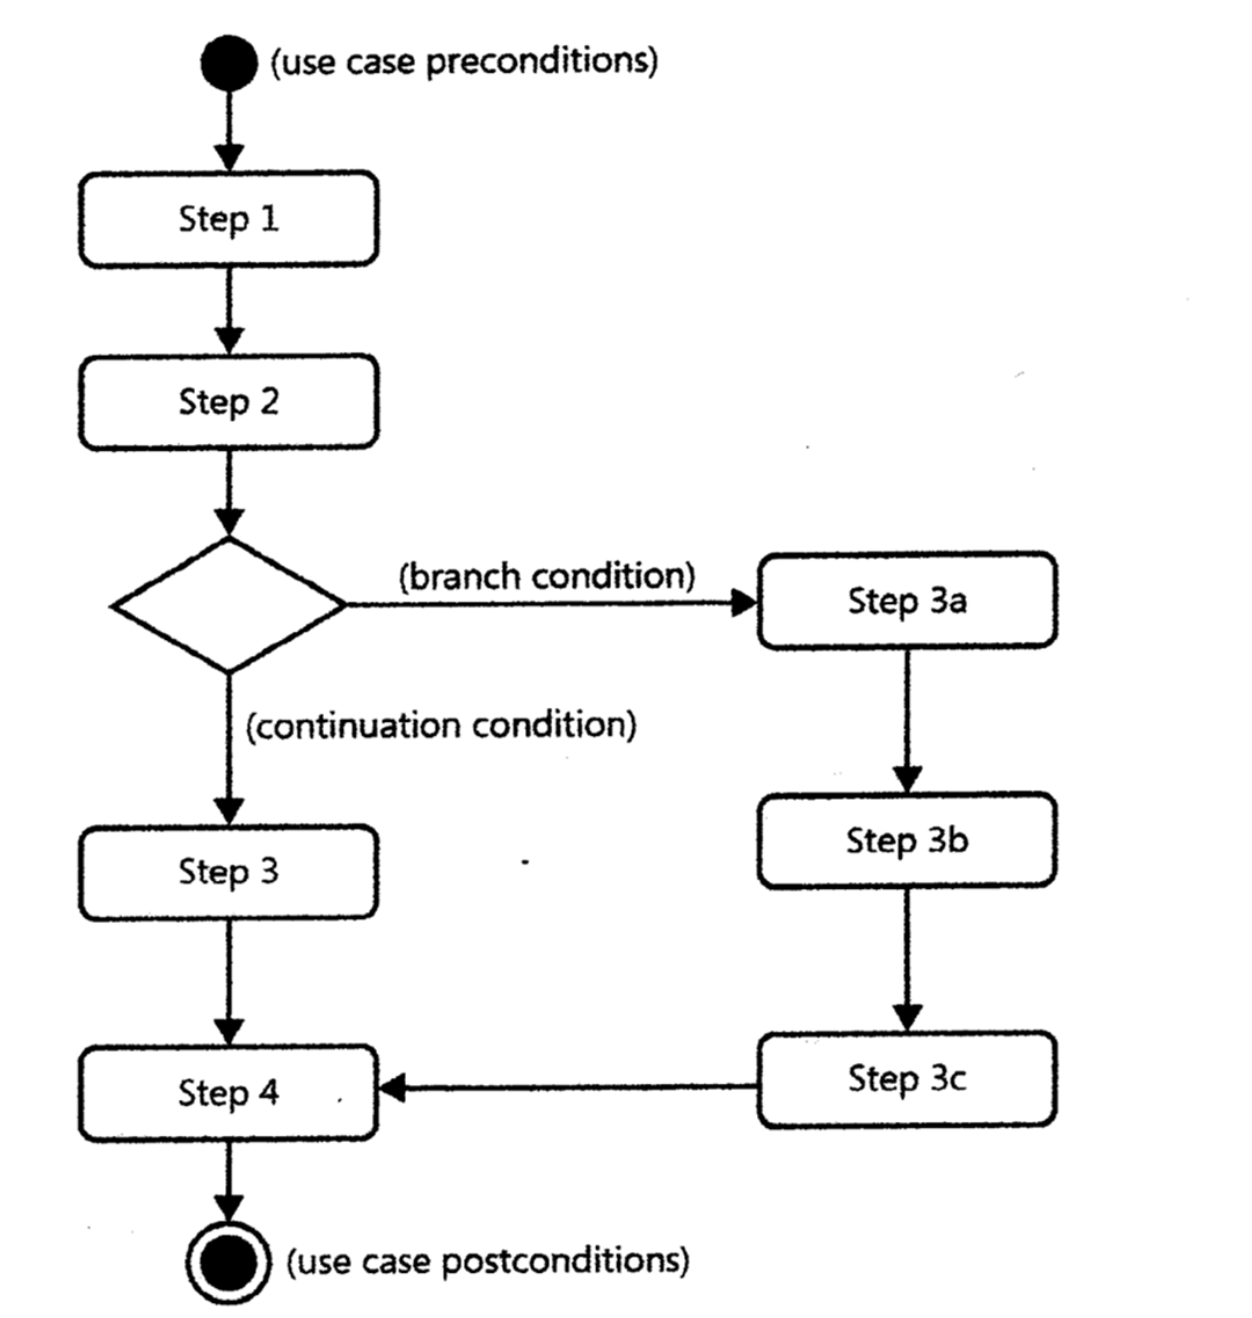 (use case preconditions)
Step 1
Step 2
(branch condition)
Step 3a
(continuation condition)
Step 3b
Step 3
Step 3c
Step 4
(use case postconditions)